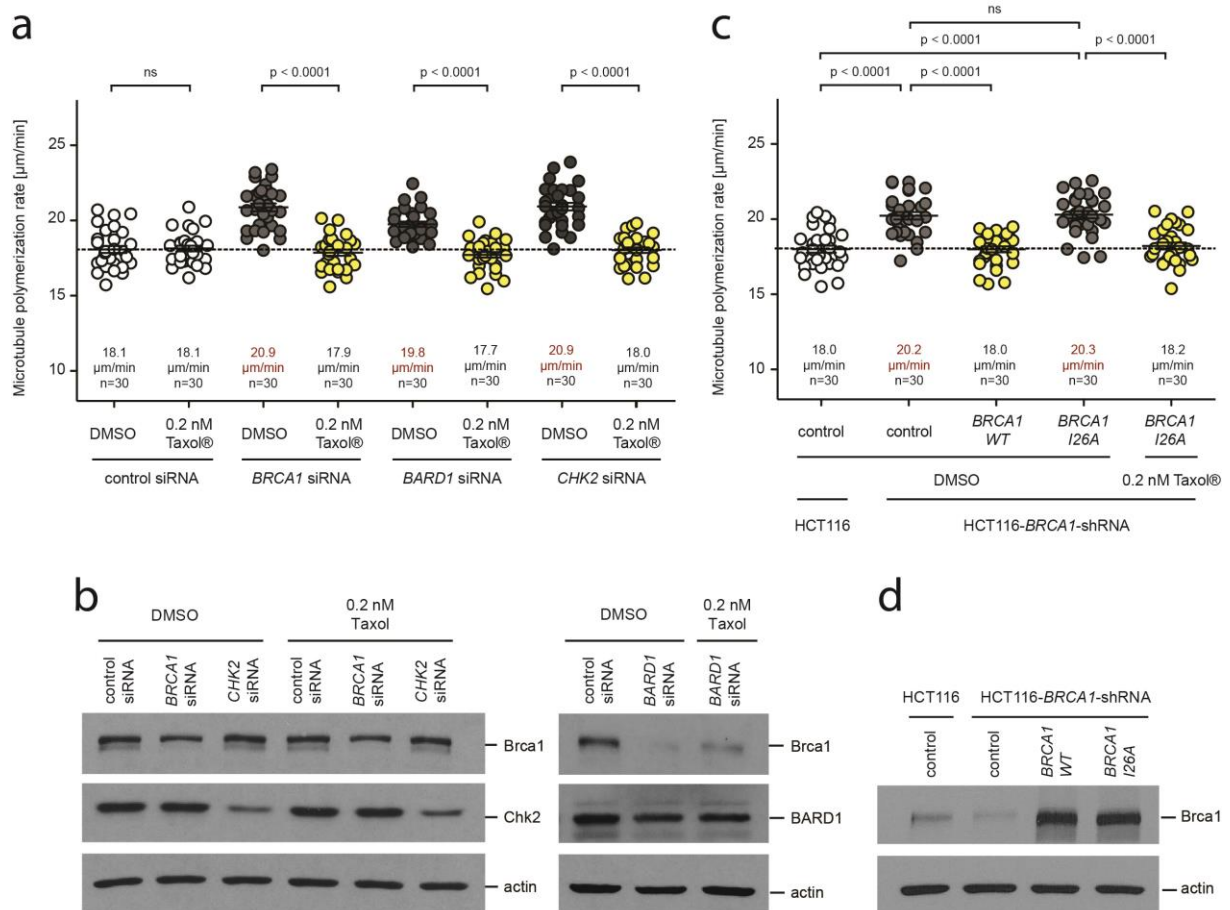 a
ns
p < 0.0001
p < 0.0001
p < 0.0001
Microtubule polymerization rate [µm/min]
25
20
15
10
18.1 µm/min n=30
18.1 µm/min n=30
20.9 µm/min n=30
17.9 µm/min n=30
19.8 µm/min n=30
17.7 µm/min n=30
20.9 µm/min n=30
18.0 µm/min n=30
DMSO
0.2 nM Taxol®
DMSO
0.2 nM Taxol®
DMSO
0.2 nM Taxol®
DMSO
0.2 nM Taxol®
control siRNA
BRCA1 siRNA
BARD1 siRNA
CHK2 siRNA
c
ns
p < 0.0001
p < 0.0001
p < 0.0001
p < 0.0001
Microtubule polymerization rate [µm/min]
25
20
15
10
18.0 µm/min n=30
20.2 µm/min n=30
18.0 µm/min n=30
20.3 µm/min n=30
18.2 µm/min n=30
control
control
BRCA1 WT
BRCA1 I26A
BRCA1 I26A
DMSO
0.2 nM Taxol®
HCT116
HCT116-BRCA1-shRNA
b
DMSO
0.2 nM Taxol
control siRNA
BRCA1 siRNA
CHK2 siRNA
control siRNA
BRCA1 siRNA
CHK2 siRNA
Brca1
Chk2
actin
DMSO
0.2 nM Taxol
control siRNA
BARD1 siRNA
BARD1 siRNA
Brca1
BARD1
actin
d
HCT116
HCT116-BRCA1-shRNA
control
control
BRCA1 WT
BRCA1 I26A
Brca1
actin